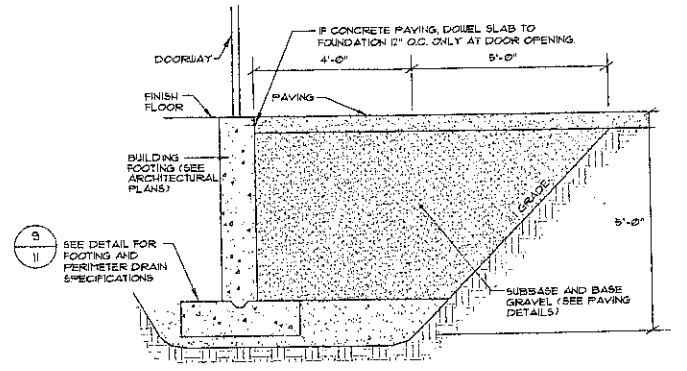 IF CONCRETE PAVING, DOWEL SLAB TO
FOUNDATION 12" O.C. ONLY AT DOOR OPENING.
DOORWAY
4'-0"
5'-0"
FINISH
FLOOR
PAVING
BUILDING
FOOTING (SEE
ARCHITECTURAL
PLANS)
GRADE
5'-0"
9
11
SEE DETAIL FOR
FOOTING AND
PERIMETER DRAIN
SPECIFICATIONS
SUBBASE AND BASE
GRAVEL (SEE PAVING
DETAILS)